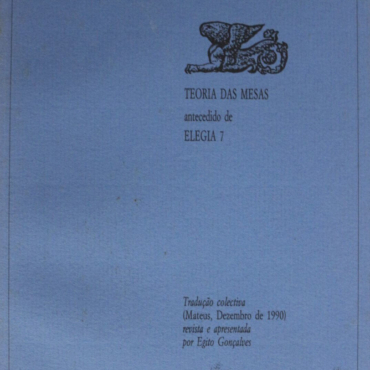 TEORIA DAS MESAS
antecedido de
ELEGIA 7
Tradução colectiva
(Mateus, Dezembro de 1990)
revista e apresentada
por Egito Gonçalves